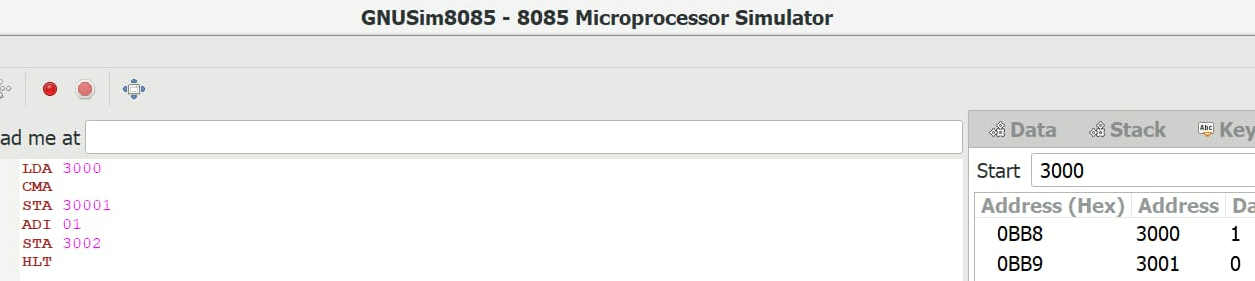 GNUSim8085 - 8085 Microprocessor Simulator
ad me at
LDA 3000
CMA
STA 30001
ADI 01
STA 3002
HLT
Data Stack Abc Key
Start 3000
Address (Hex) Address Da
0BB8 3000 1
0BB9 3001 0